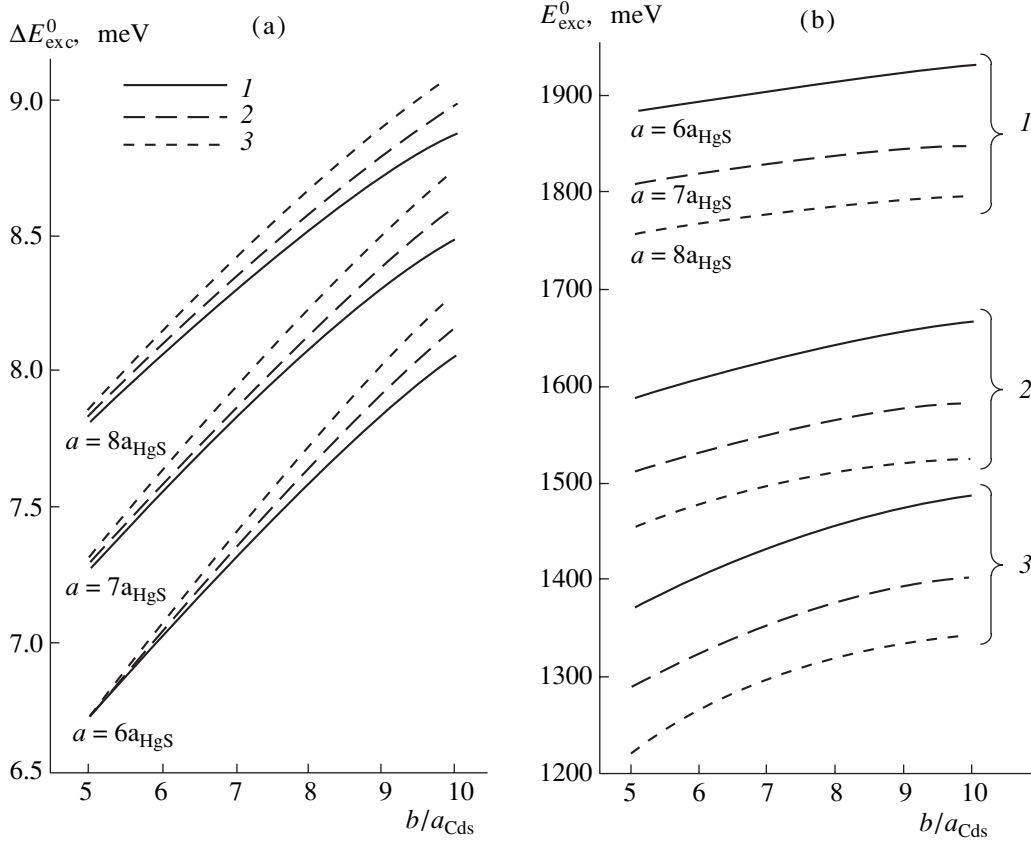 (a)
ΔE⁰exc, meV
1
2
3
9.0
8.5
8.0
7.5
7.0
6.5
a = 8aHgS
a = 7aHgS
a = 6aHgS
5 6 7 8 9 10
b/aCds
(b)
E⁰exc, meV
1900
1800
1700
1600
1500
1400
1300
1200
a = 6aHgS
a = 7aHgS
a = 8aHgS
1
2
3
5 6 7 8 9 10
b/aCds